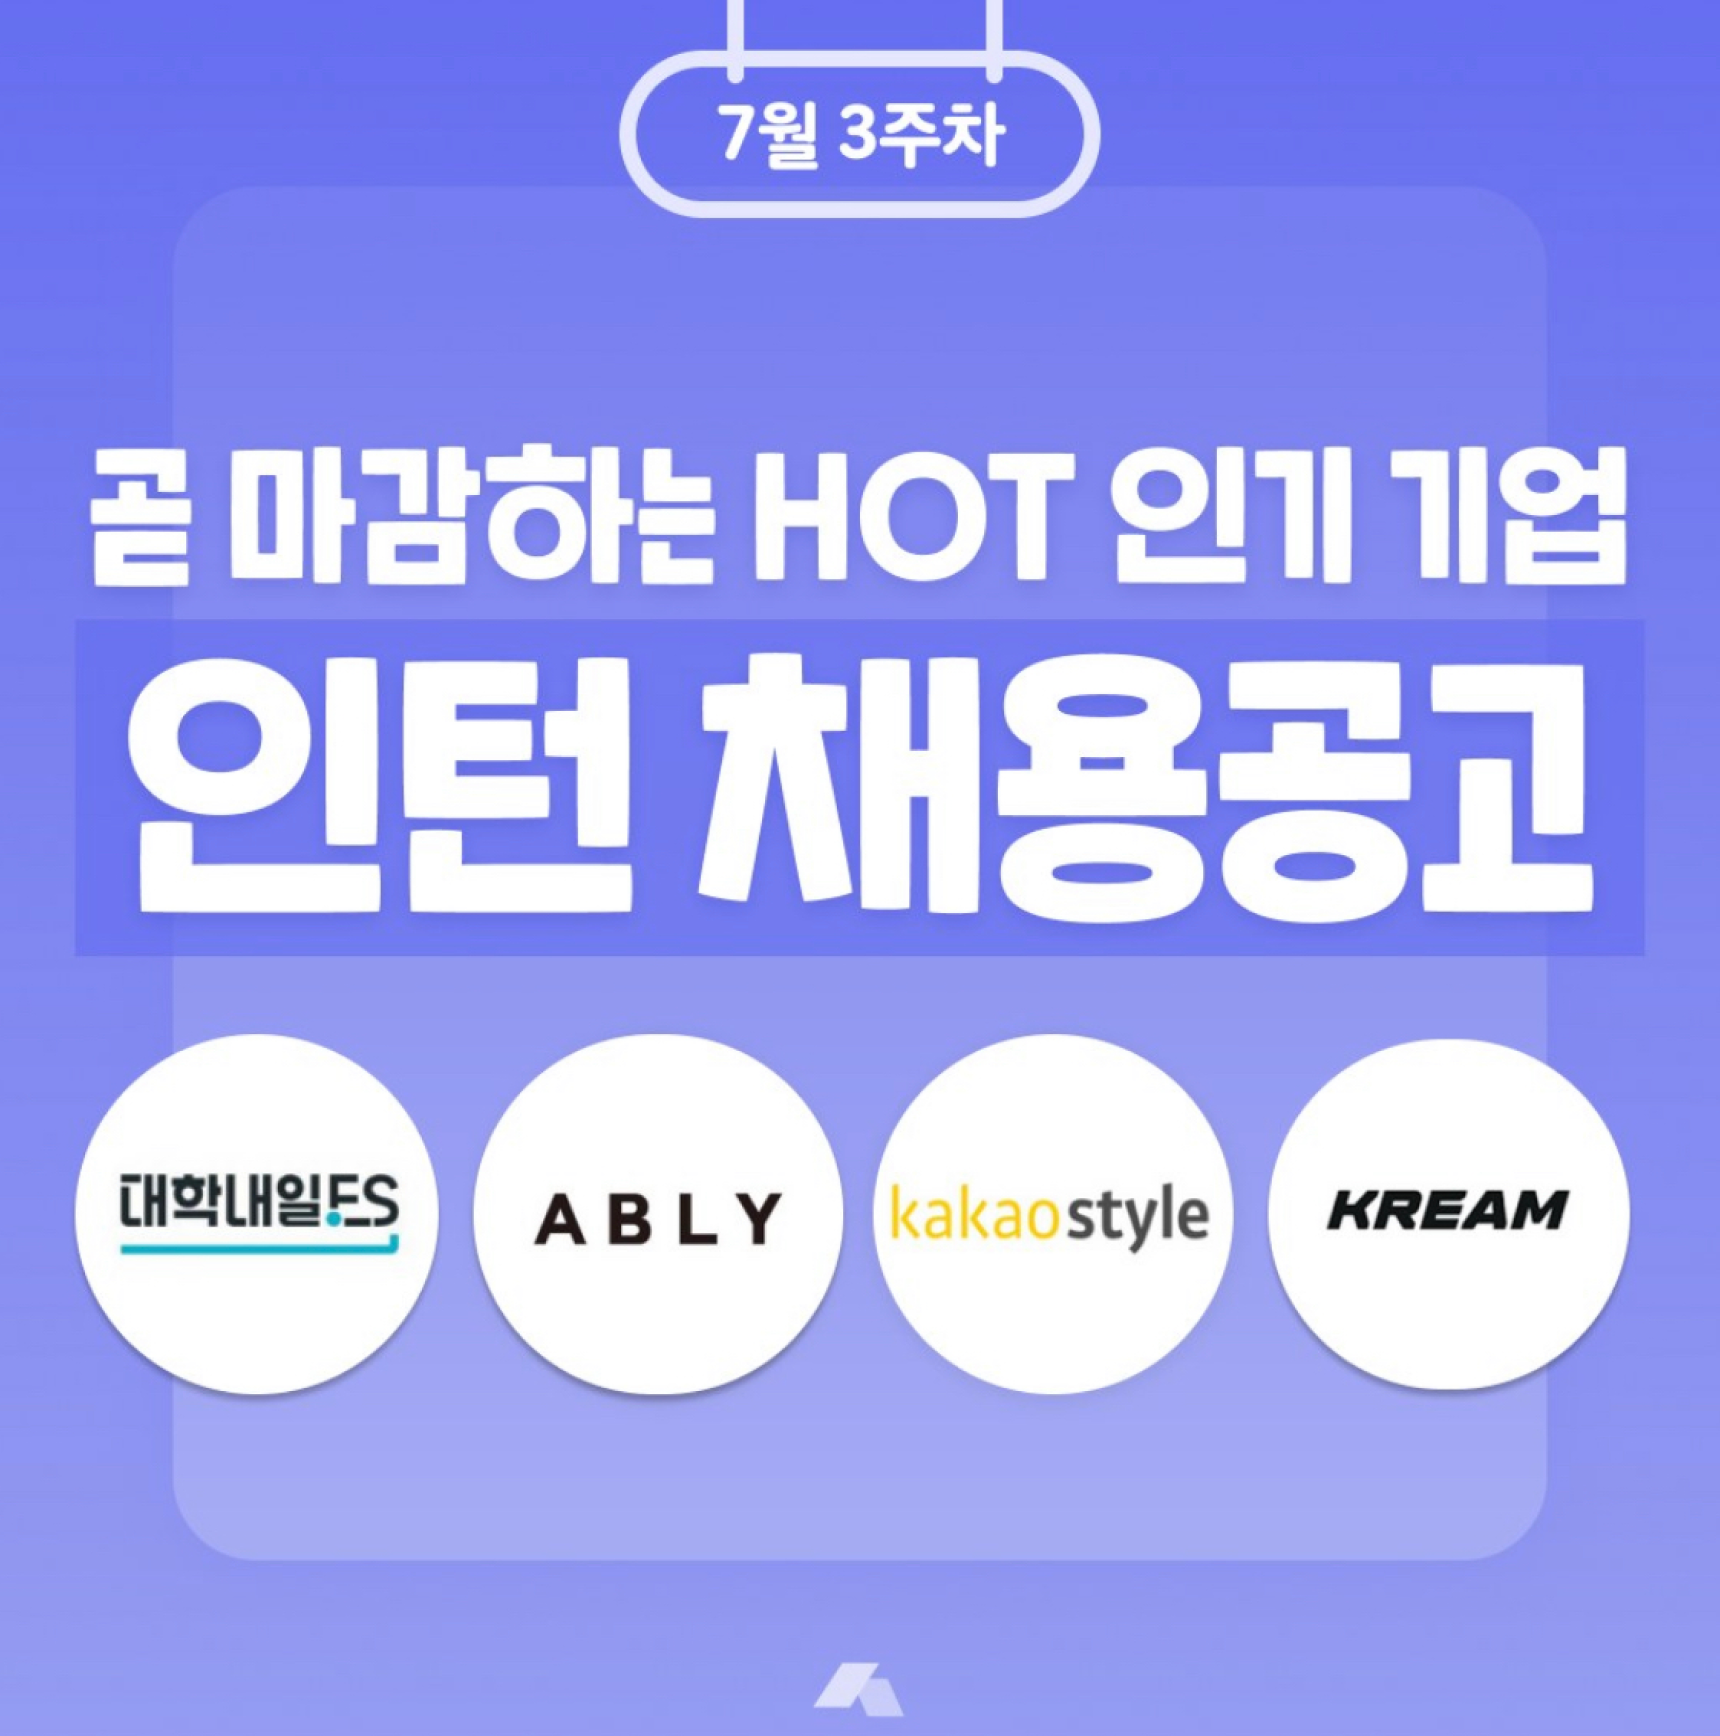 7월 3주차
곧 마감하는 HOT 인기 기업
인턴 채용공고
대학내일ES
ABLY
kakaostyle
KREAM